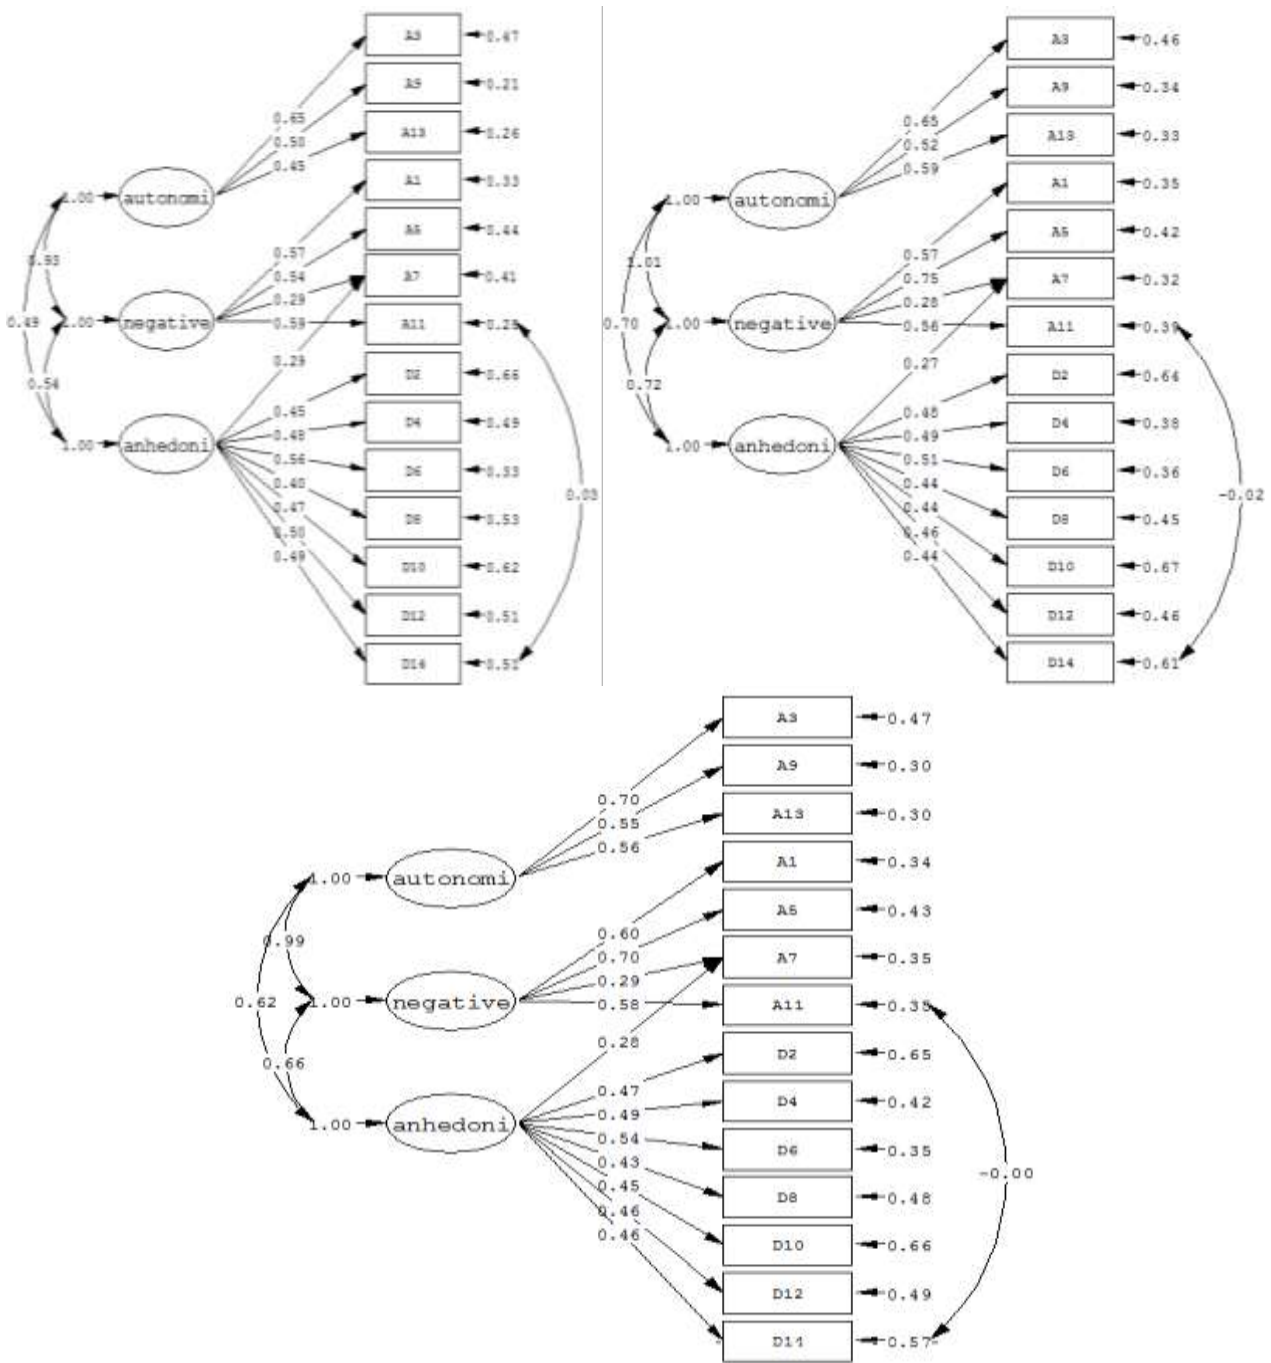 A3 0.47
A9 0.21
0.65
0.50 A13 0.26
0.45
A1 0.33
1.00 autonomi
A5 0.44
0.57
0.93 0.54 A7 0.41
0.29
0.49 1.00 negative 0.59 A11
0.29
D2 0.66
0.54
0.45 D4 0.49
1.00 anhedoni
0.56 D6 0.33
0.03
0.47 D8 0.53
0.50
0.49 D10 0.62
D12 0.51
A3 0.46
A9 0.34
0.65
0.52 A13 0.33
0.59
A1 0.35
1.00 autonomi
A5 0.42
0.57
1.01 0.75 A7 0.32
0.28
0.70 1.00 negative 0.56 A11 0.39
0.27
D2 0.64
0.72
0.48 D4 0.38
0.49
1.00 anhedoni
0.51 D6 0.36
0.44
-0.02
0.44 D8 0.45
0.46
0.44 D10 0.67
D12 0.46
D14 0.61
A3 0.47
A9 0.30
0.70
0.55 A13 0.30
0.56
A1 0.34
1.00 autonomi
A5 0.43
0.60
0.99 0.70 A7 0.35
0.29
0.62 1.00 negative 0.58 A11
0.28
D2 0.65
0.66
0.47 D4 0.42
0.49
1.00 anhedoni
0.54 D6 0.35
0.43
-0.00
0.45 D8 0.48
0.46
0.46 D10 0.66
D12 0.49
0.57